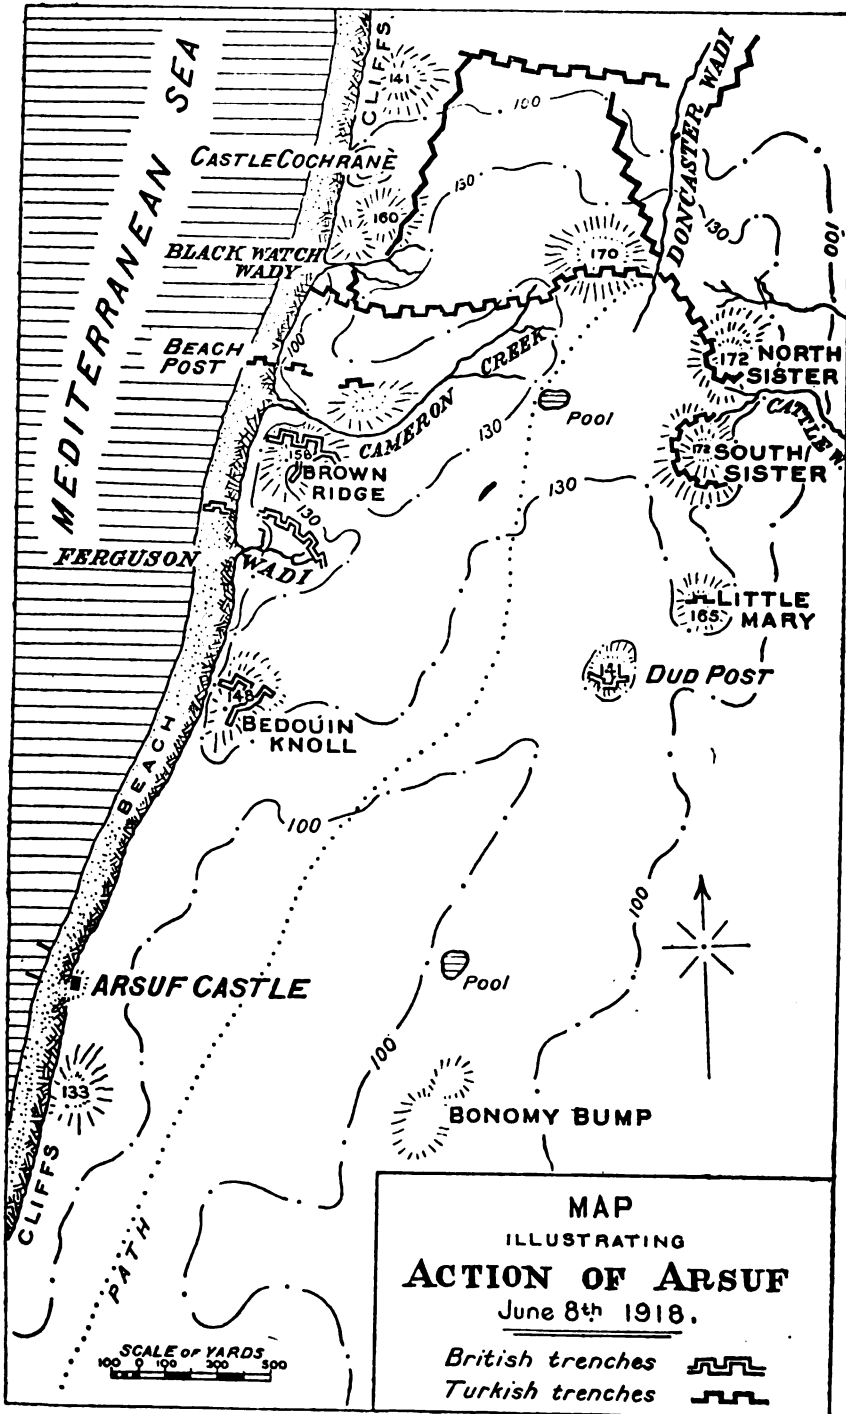 CLIFFS
141
MEDITERRANEAN SEA
CASTLE COCHRANE
160
BLACK WATCH
WADY
100
130
170
DONCASTER WADI
130
100
BEACH
POST
100
CAMERON CREEK
130
Pool
172 NORTH
SISTER
CATTLE W.
172 SOUTH
SISTER
156
BROWN
RIDGE
130
130
FERGUSON WADI
LITTLE
165
MARY
141
DUD POST
148
BEDOUIN
KNOLL
BEACH
100
100
Pool
ARSUF CASTLE
100
133
BONOMY BUMP
CLIFFS
PATH
MAP
ILLUSTRATING
ACTION OF ARSUF
June 8th 1918.
British trenches
Turkish trenches
SCALE OF YARDS
100 0 100 300 500